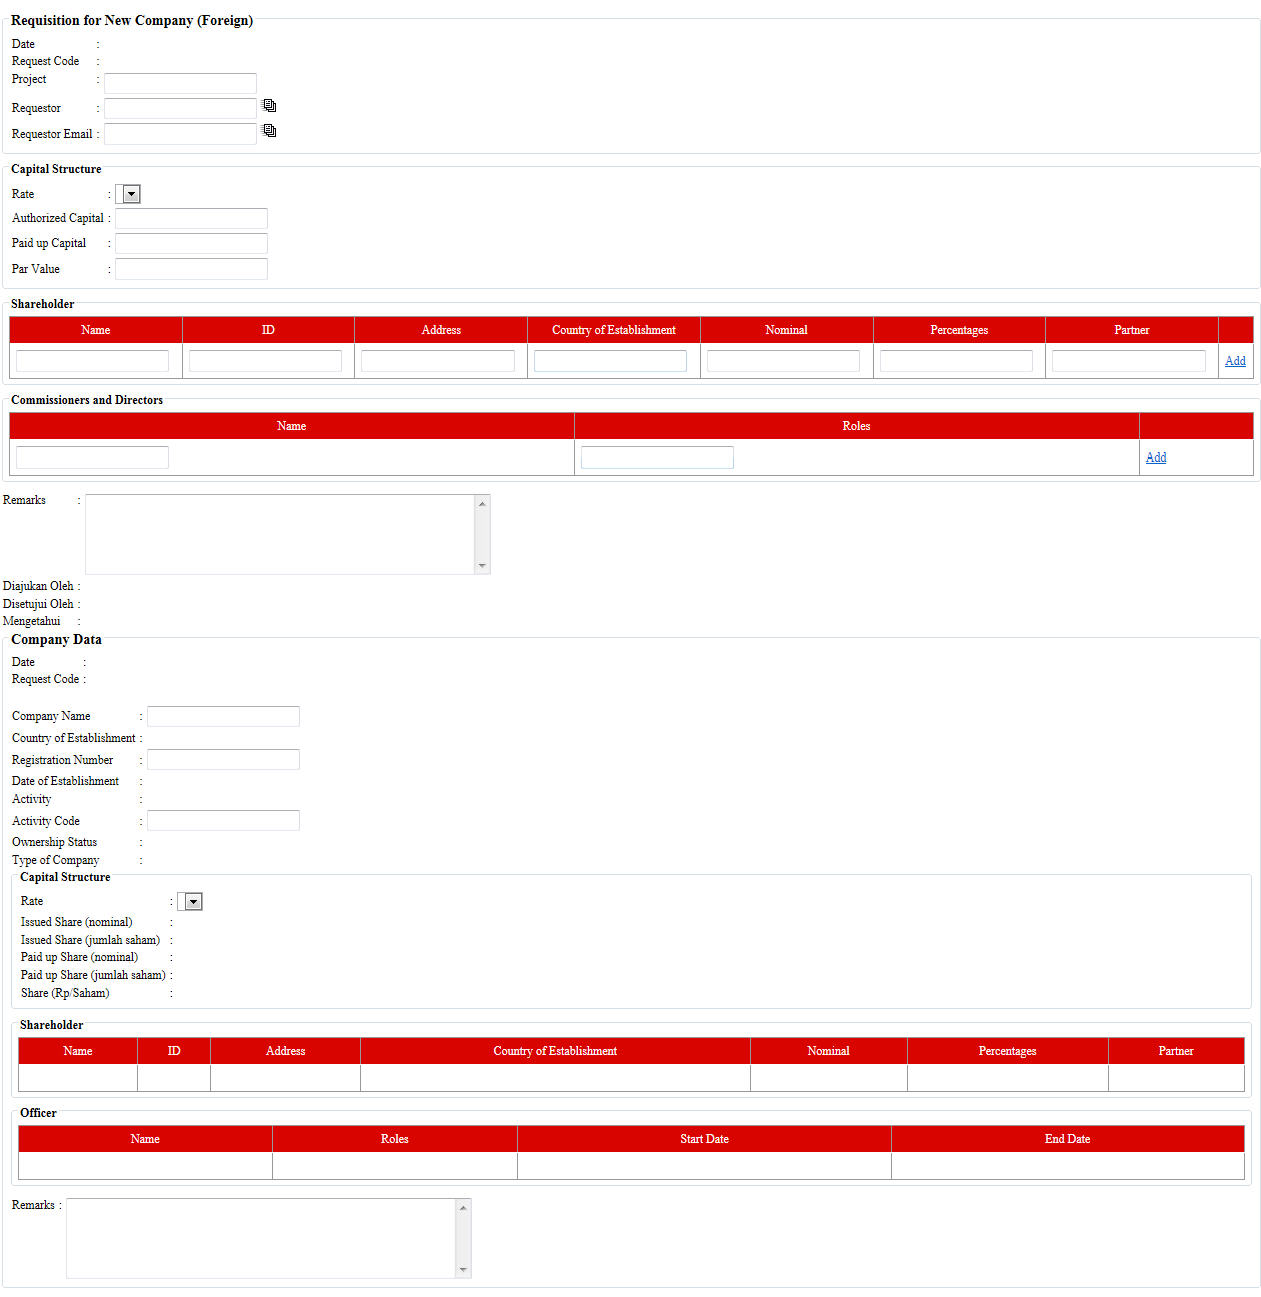 Requisition for New Company (Foreign)
Date :
Request Code :
Project :
Requestor :
Requestor Email :
Capital Structure
Rate :
Authorized Capital :
Paid up Capital :
Par Value :
Shareholder
Name ID Address Country of Establishment Nominal Percentages Partner
Add
Commissioners and Directors
Name Roles
Add
Remarks :
Diajukan Oleh :
Disetujui Oleh :
Mengetahui :
Company Data
Date :
Request Code :
Company Name :
Country of Establishment :
Registration Number :
Date of Establishment :
Activity :
Activity Code :
Ownership Status :
Type of Company :
Capital Structure
Rate :
Issued Share (nominal) :
Issued Share (jumlah saham) :
Paid up Share (nominal) :
Paid up Share (jumlah saham) :
Share (Rp/Saham) :
Shareholder
Name ID Address Country of Establishment Nominal Percentages Partner
Officer
Name Roles Start Date End Date
Remarks :